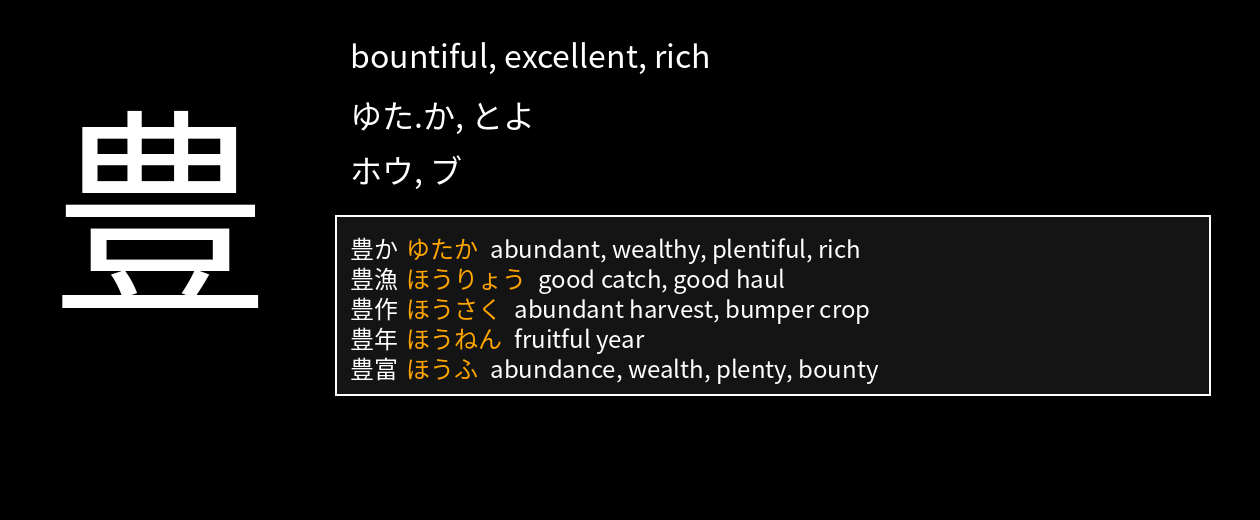 豊
bountiful, excellent, rich
ゆた.か, とよ
ホウ, ブ
豊か ゆたか abundant, wealthy, plentiful, rich
豊漁 ほうりょう good catch, good haul
豊作 ほうさく abundant harvest, bumper crop
豊年 ほうねん fruitful year
豊富 ほうふ abundance, wealth, plenty, bounty